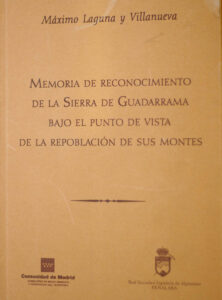 Máximo Laguna y Villanueva
MEMORIA DE RECONOCIMIENTO
DE LA SIERRA DE GUADARRAMA
BAJO EL PUNTO DE VISTA
DE LA REPOBLACIÓN DE SUS MONTES
Comunidad de Madrid
PEÑALARA